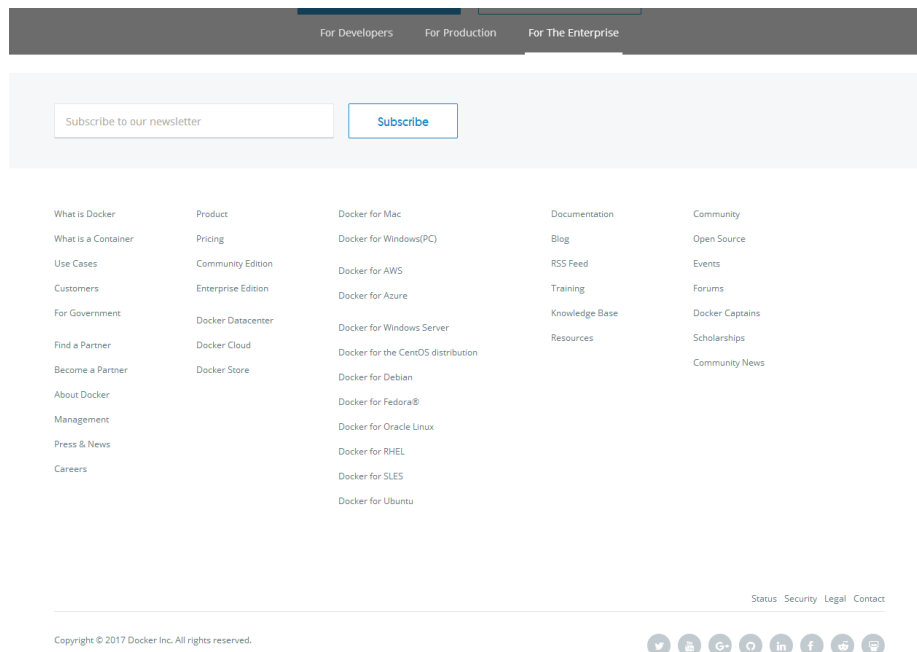 For Developers For Production For The Enterprise
Subscribe to our newsletter Subscribe
What is Docker
What is a Container
Use Cases
Customers
For Government
Find a Partner
Become a Partner
About Docker
Management
Press & News
Careers
Product
Pricing
Community Edition
Enterprise Edition
Docker Datacenter
Docker Cloud
Docker Store
Docker for Mac
Docker for Windows(PC)
Docker for AWS
Docker for Azure
Docker for Windows Server
Docker for the CentOS distribution
Docker for Debian
Docker for Fedora®
Docker for Oracle Linux
Docker for RHEL
Docker for SLES
Docker for Ubuntu
Documentation
Blog
RSS Feed
Training
Knowledge Base
Resources
Community
Open Source
Events
Forums
Docker Captains
Scholarships
Community News
Status Security Legal Contact
Copyright © 2017 Docker Inc. All rights reserved.